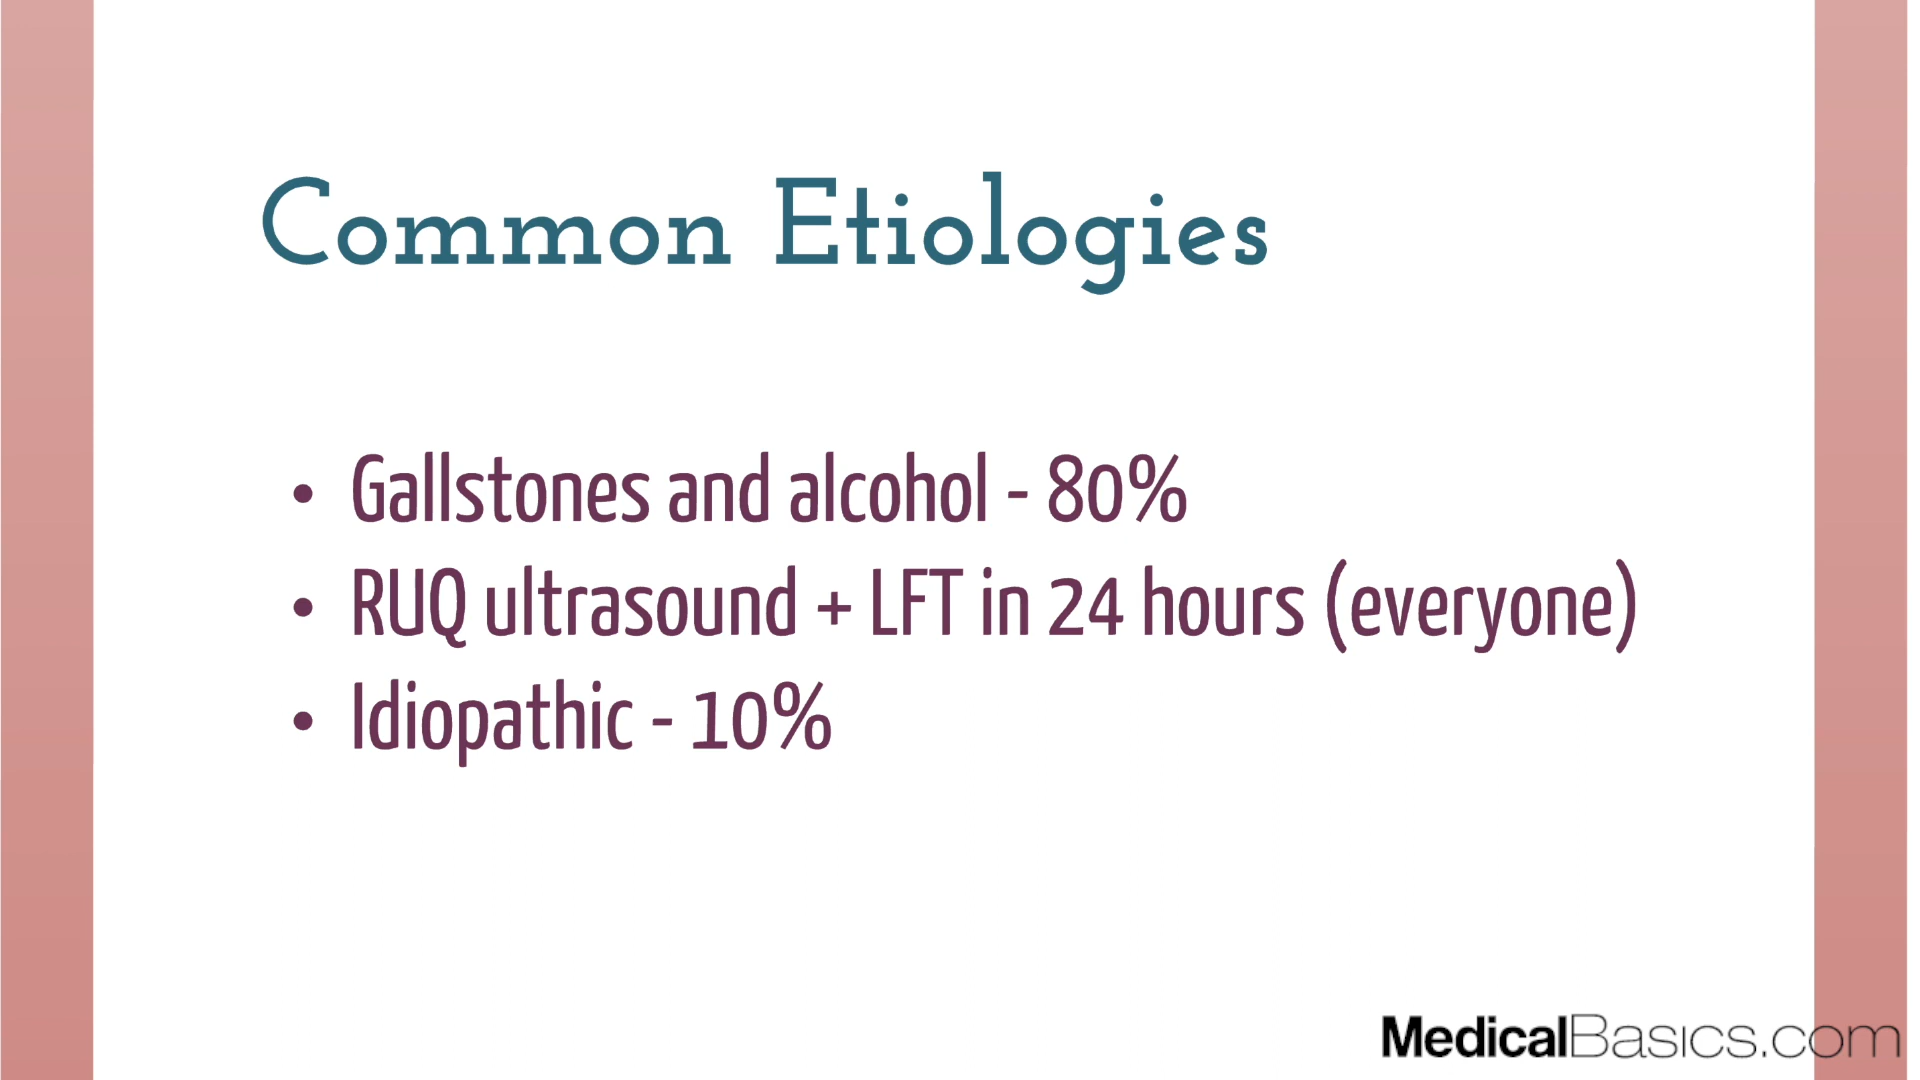 Common Etiologies
• Gallstones and alcohol - 80%
• RUQ ultrasound + LFT in 24 hours (everyone)
• Idiopathic - 10%
MedicalBasics.com